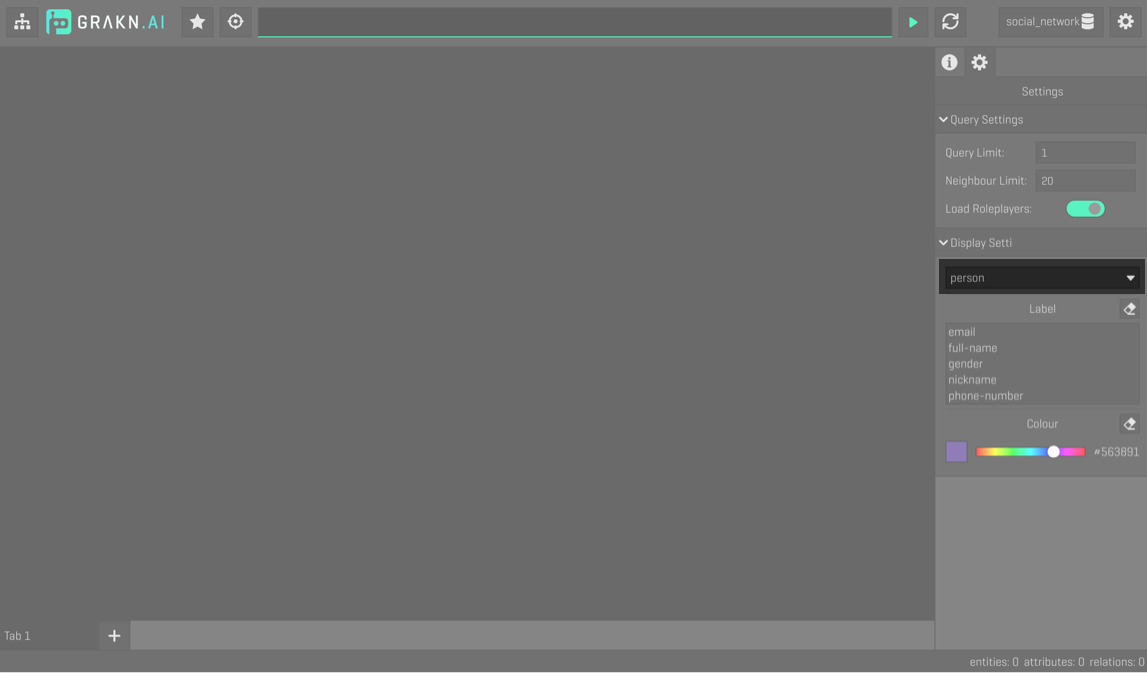 GRAKN.AI
social_network
Settings
Query Settings
Query Limit: 1
Neighbour Limit: 20
Load Roleplayers:
Display Setti
person
Label
email
full-name
gender
nickname
phone-number
Colour
#563891
Tab 1
entities: 0 attributes: 0 relations: 0